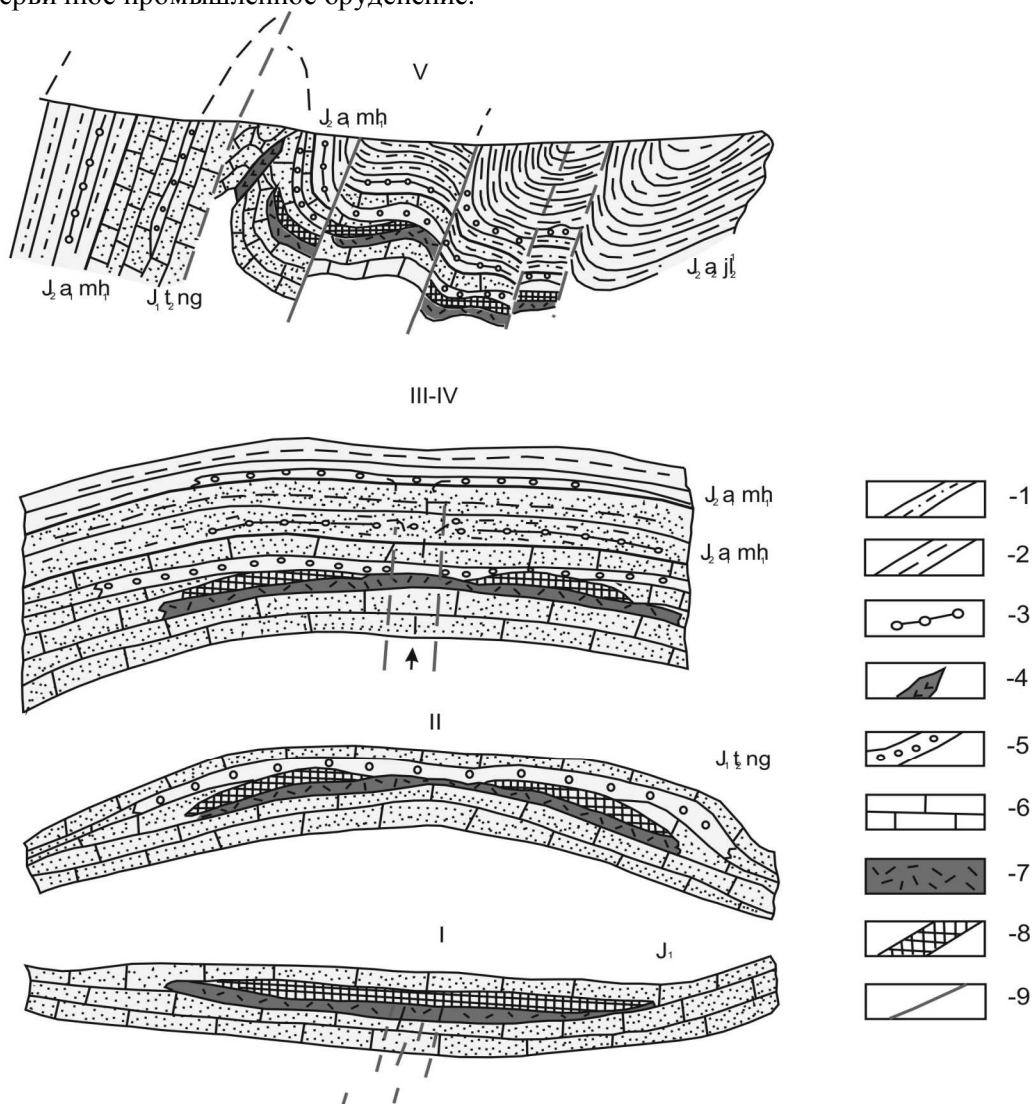 промышленное оруденение.
V
J₂a₁mh₁
J₂a₁mh₁
J₁t₂ng
J₂a₂jl₂¹
III-IV
J₂a₁mh₁
J₂a₁mh₁
II
J₁t₂ng
I
J₁
-1
-2
-3
-4
-5
-6
-7
-8
-9